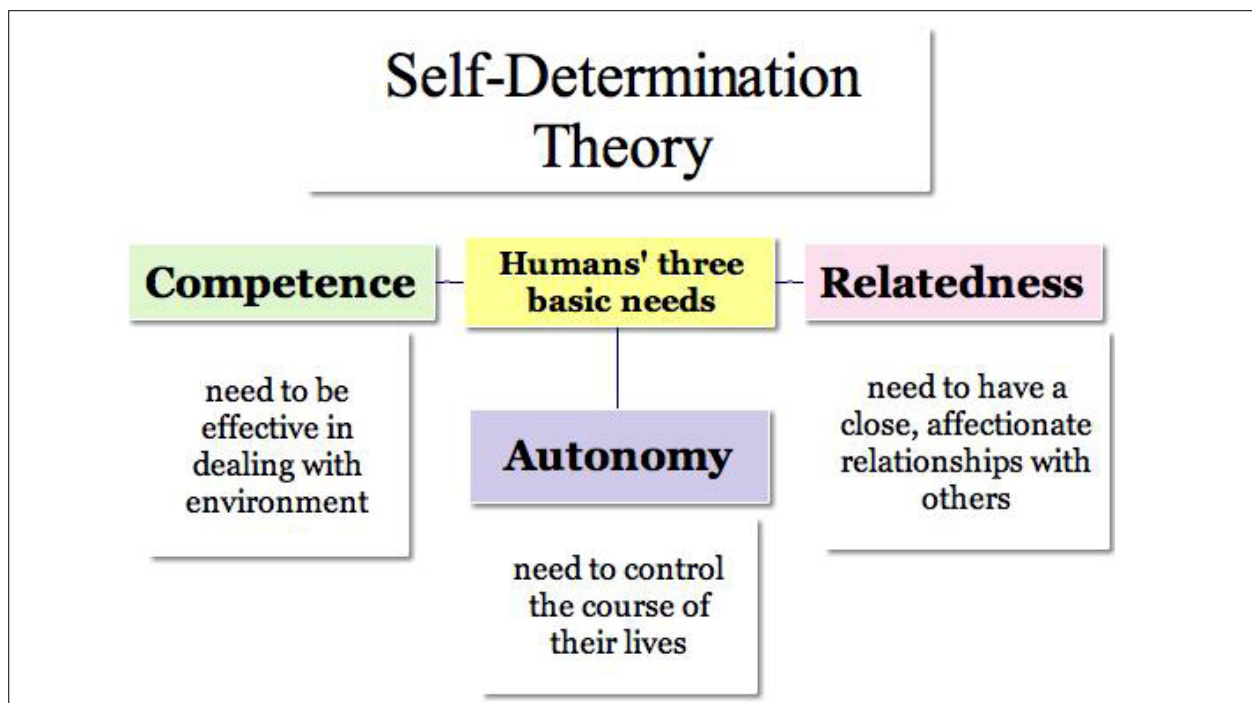 Self-Determination
Theory
Competence
Humans' three
basic needs
Relatedness
need to be
effective in
dealing with
environment
Autonomy
need to control
the course of
their lives
need to have a
close, affectionate
relationships with
others